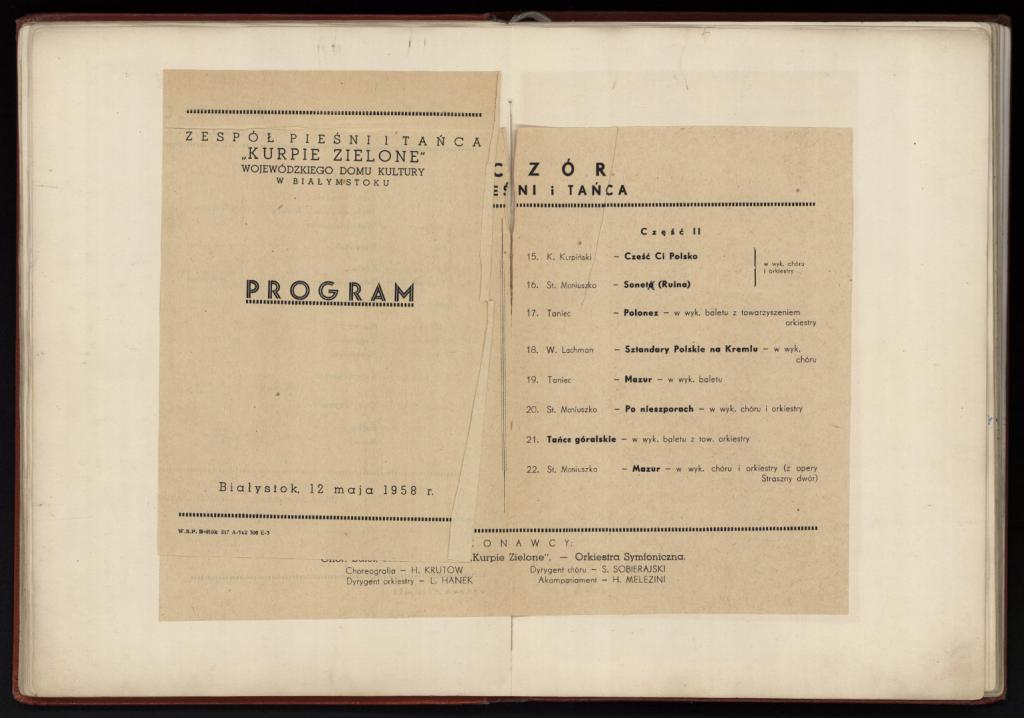 ZESPÓŁ PIEŚNI I TAŃCA
„KURPIE ZIELONE"
WOJEWÓDZKIEGO DOMU KULTURY
W BIAŁYMSTOKU
PROGRAM
Białystok, 12 maja 1958 r.
CZÓR
EŚNI i TAŃCA
Część II
15. K. Kurpiński – Cześć Ci Polsko
w wyk. chóru
i orkiestry
16. St. Moniuszko – Soneta (Ruina)
17. Taniec – Polonez – w wyk. baletu z towarzyszeniem
orkiestry
18. W. Lachman – Sztandary Polskie na Kremlu – w wyk.
chóru
19. Taniec – Mazur – w wyk. baletu
20. St. Moniuszko – Po nieszporach – w wyk. chóru i orkiestry
21. Tańce góralskie – w wyk. baletu z tow. orkiestry
22. St. Moniuszko – Mazur – w wyk. chóru i orkiestry (z opery
Straszny dwór)
ONAWCY:
„Kurpie Zielone", – Orkiestra Symfoniczna.
Choreografia – H. KRUTOW
Dyrygent chóru – S. SOBIERAJSKI
Dyrygent orkiestry – L. HANEK
Akompaniament – H. MELEZINI